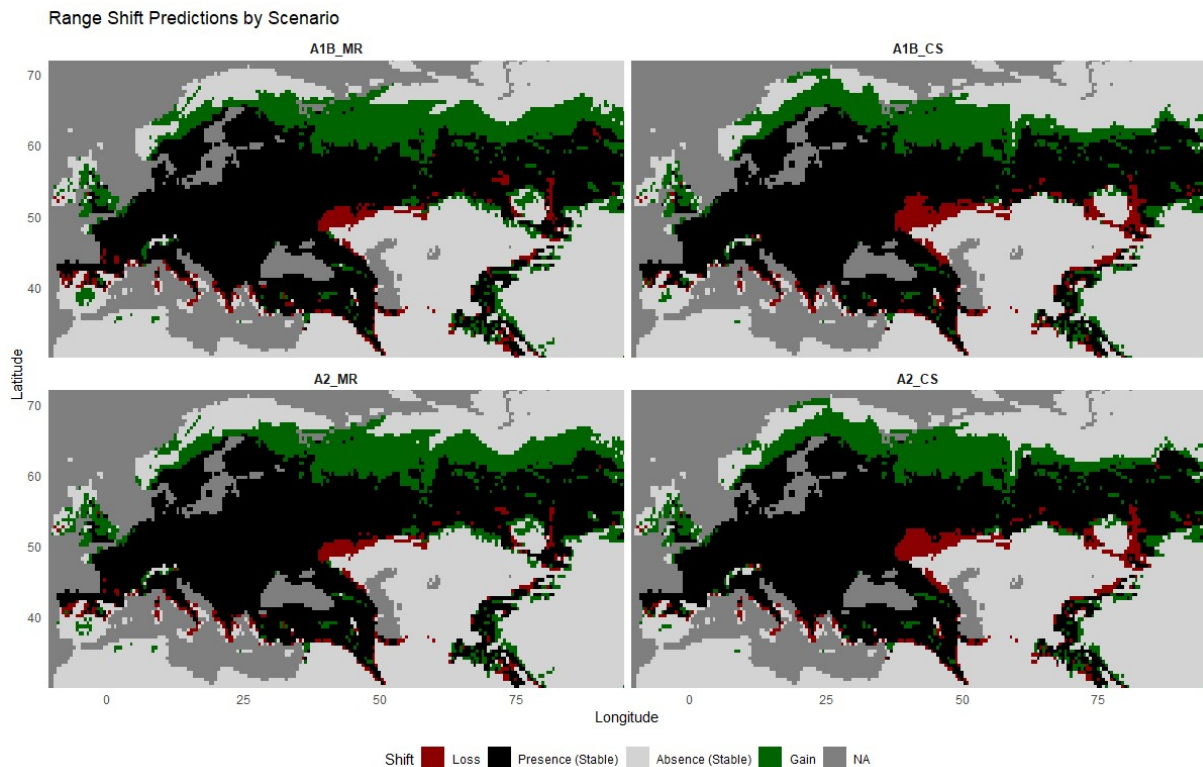 Range Shift Predictions by Scenario
A1B_MR
A1B_CS
70
60
50
40
A2_MR
A2_CS
70
60
50
40
Latitude
0
25
50
75
0
25
50
75
Longitude
Shift Loss Presence (Stable) Absence (Stable) Gain NA